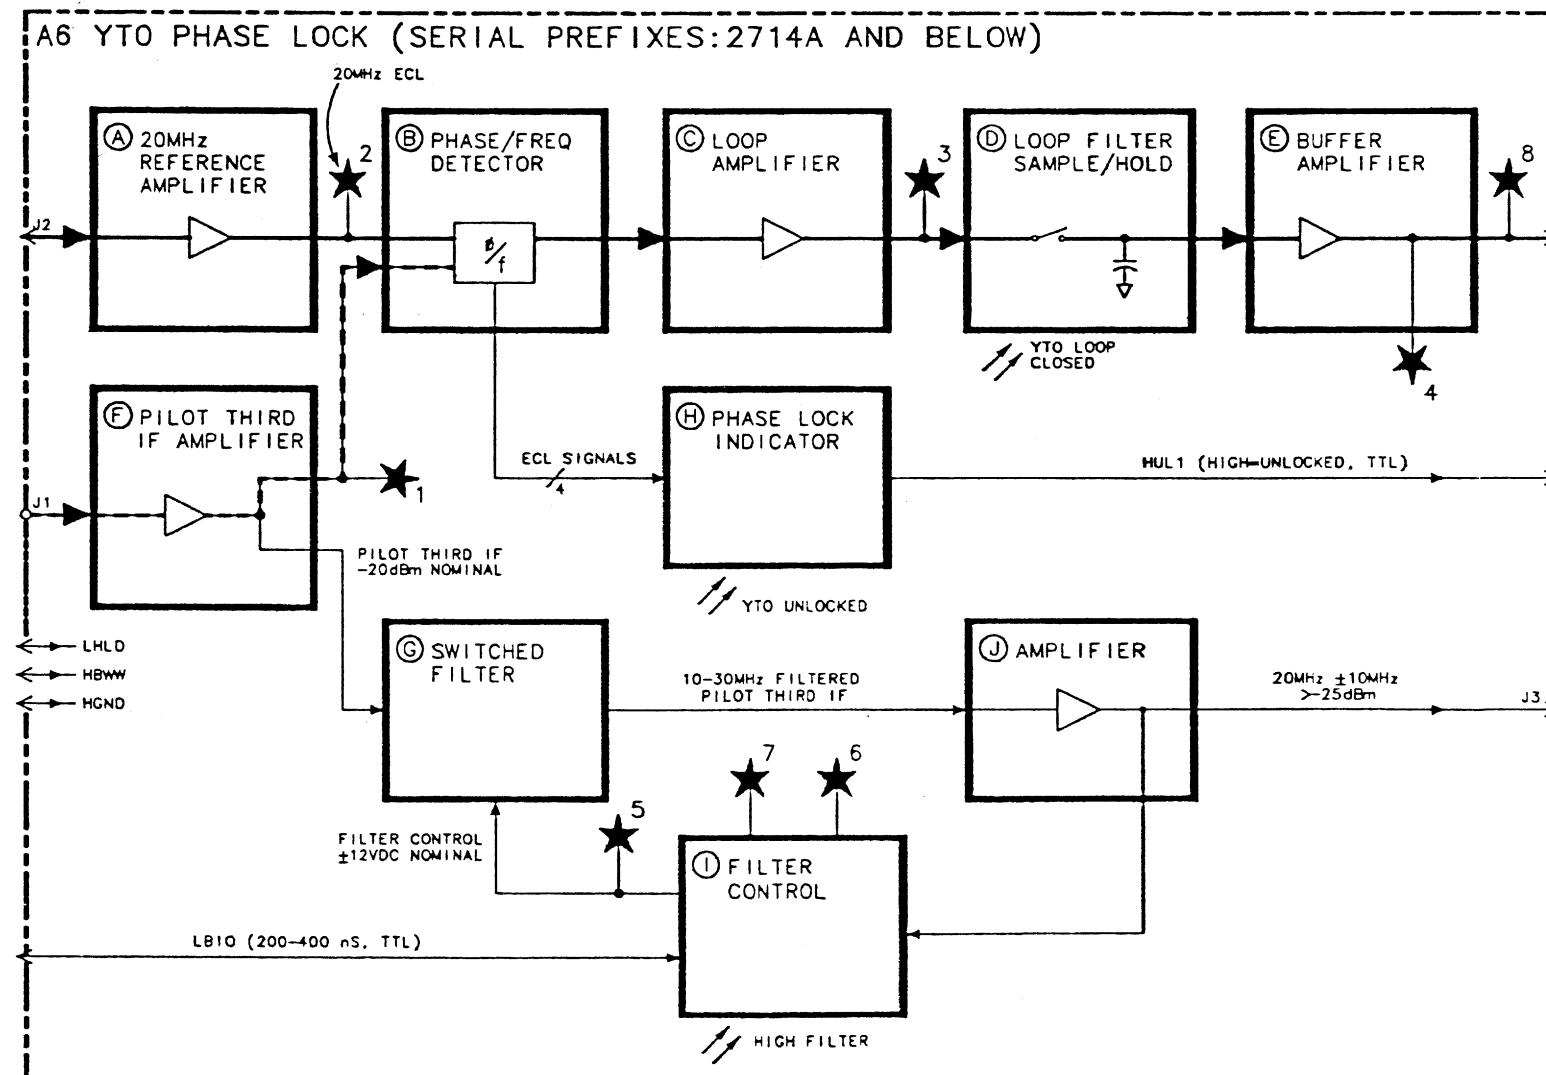 A6 YTO PHASE LOCK (SERIAL PREFIXES:2714A AND BELOW)
20MHz ECL
A 20MHz
REFERENCE
AMPLIFIER
2
B PHASE/FREQ
DETECTOR
C LOOP
AMPLIFIER
3
D LOOP FILTER
SAMPLE/HOLD
E BUFFER
AMPLIFIER
8
J2
ø/f
YTO LOOP
CLOSED
4
F PILOT THIRD
IF AMPLIFIER
H PHASE LOCK
INDICATOR
ECL SIGNALS
4
HUL1 (HIGH=UNLOCKED, TTL)
1
J1
PILOT THIRD IF
-20dBm NOMINAL
YTO UNLOCKED
LHLD
HBWW
HGND
G SWITCHED
FILTER
10-30MHz FILTERED
PILOT THIRD IF
J AMPLIFIER
20MHz ±10MHz
>-25dBm
J3
7
6
5
FILTER CONTROL
±12VDC NOMINAL
I FILTER
CONTROL
LBIO (200-400 nS, TTL)
HIGH FILTER